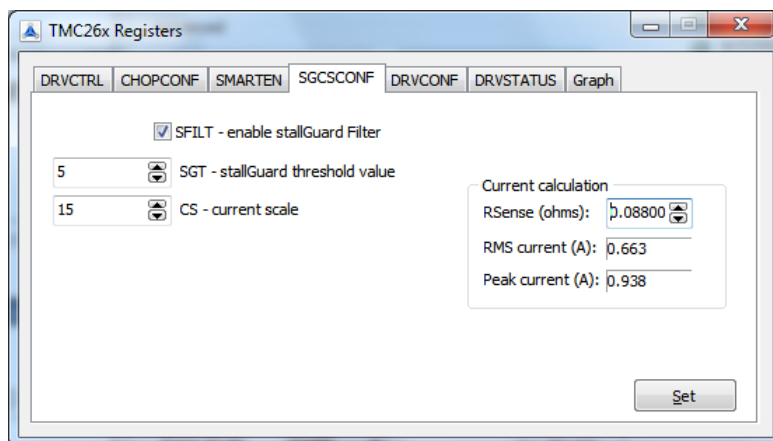 TMC26x Registers
DRVCTRL CHOPCONF SMARTEN SGCSCONF DRVCONF DRVSTATUS Graph
SFILT - enable stallGuard Filter
5 SGT - stallGuard threshold value
15 CS - current scale
Current calculation
RSense (ohms): 0.08800
RMS current (A): 0.663
Peak current (A): 0.938
Set